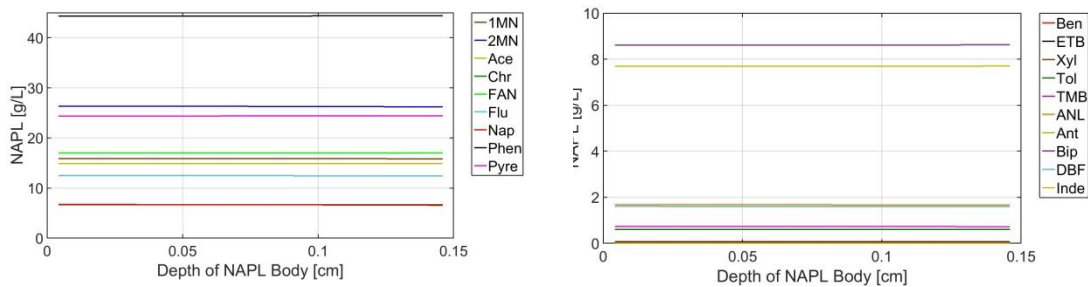 NAPL [g/L]
40
30
20
10
0
0
0.05
0.1
0.15
Depth of NAPL Body [cm]
1MN
2MN
Ace
Chr
FAN
Flu
Nap
Phen
Pyre
NAPL [g/L]
10
8
6
4
2
0
0
0.05
0.1
0.15
Depth of NAPL Body [cm]
Ben
ETB
Xyl
Tol
TMB
ANL
Ant
Bip
DBF
Inde